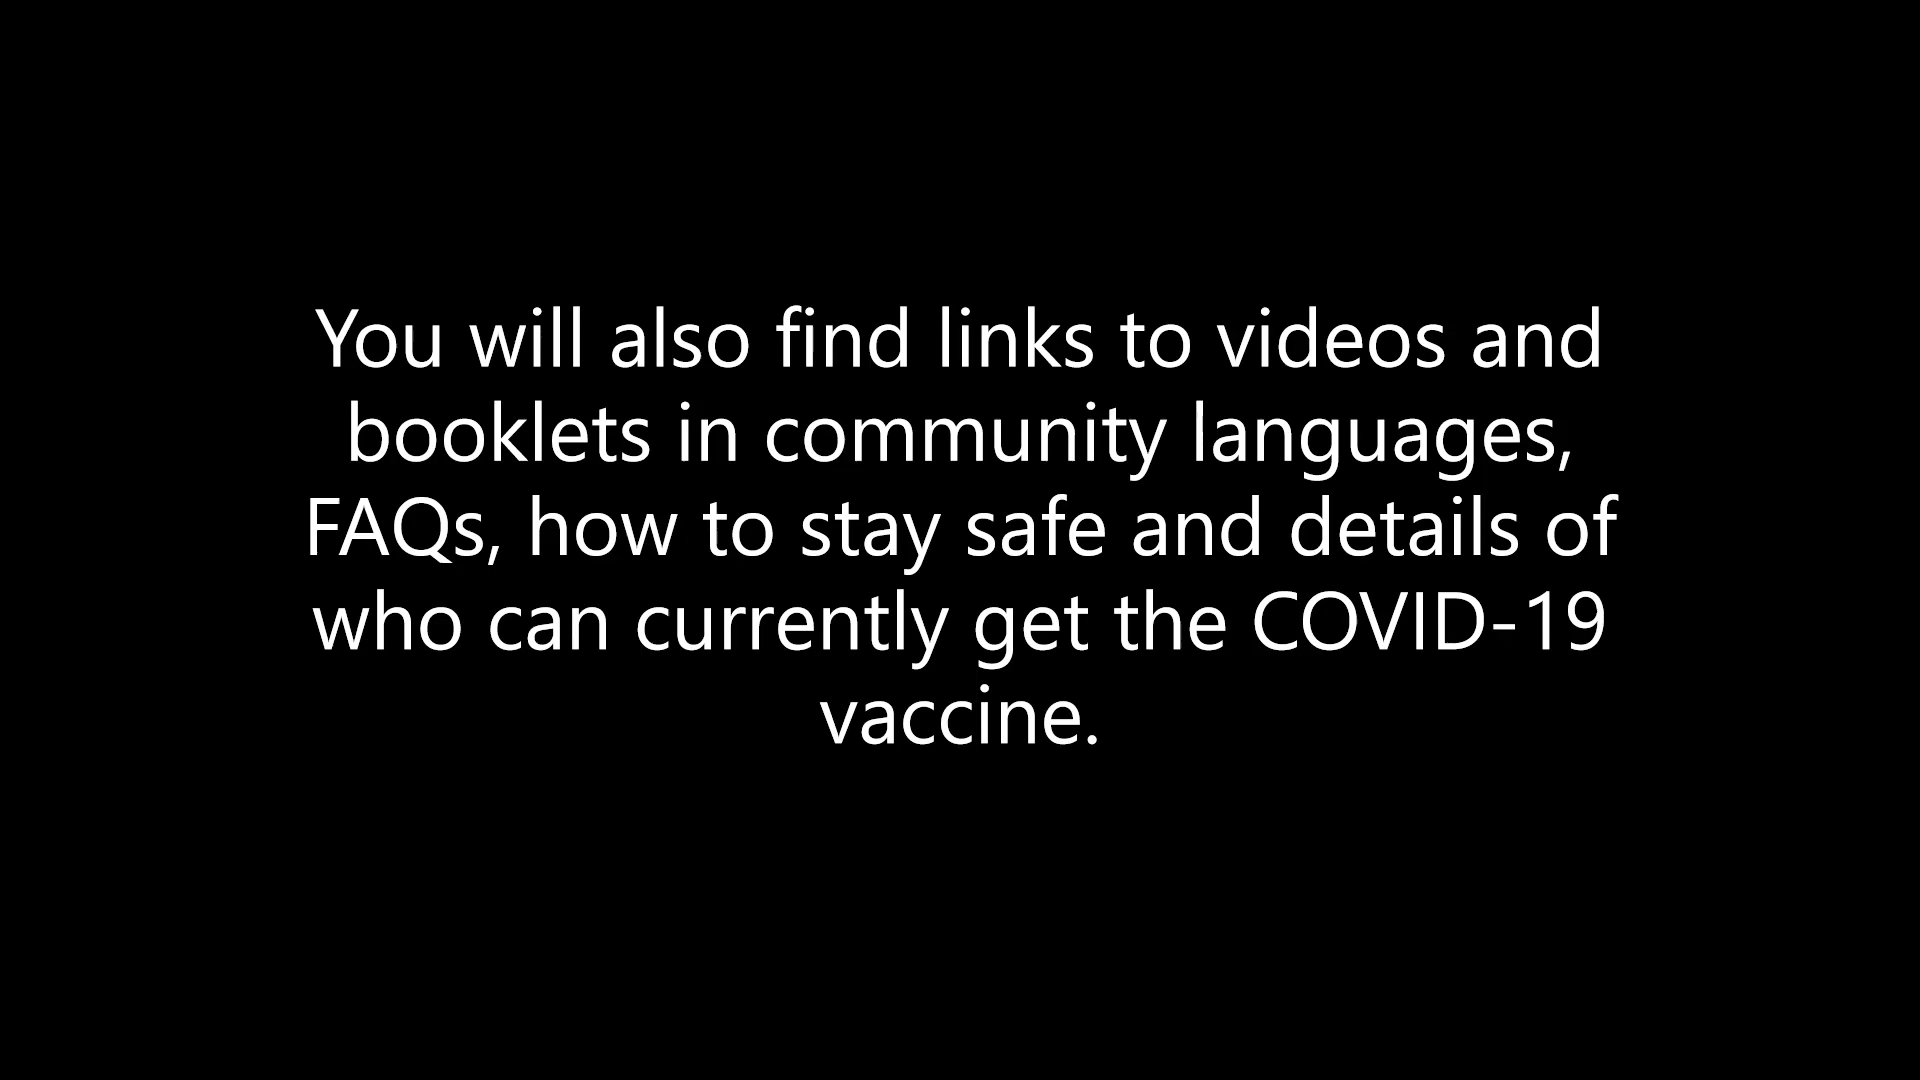 You will also find links to videos and
booklets in community languages,
FAQs, how to stay safe and details of
who can currently get the COVID-19
vaccine.